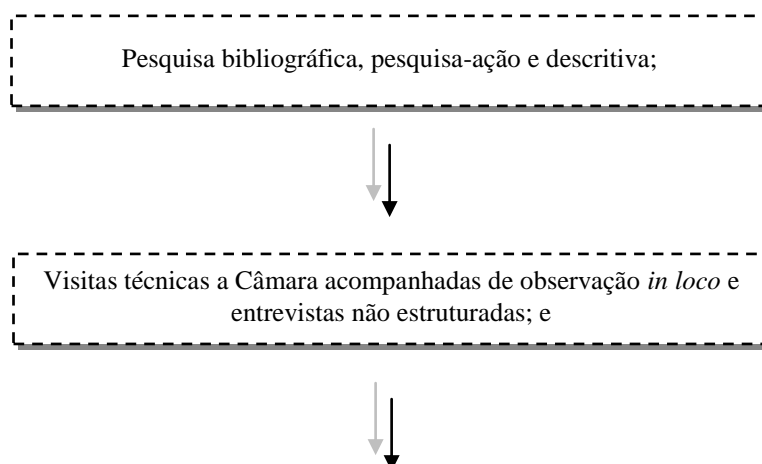 Pesquisa bibliográfica, pesquisa-ação e descritiva;
Visitas técnicas a Câmara acompanhadas de observação in loco e
entrevistas não estruturadas; e